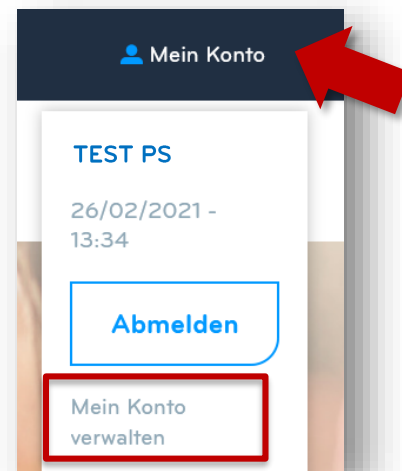 Mein Konto
TEST PS
26/02/2021 -
13:34
Abmelden
Mein Konto
verwalten